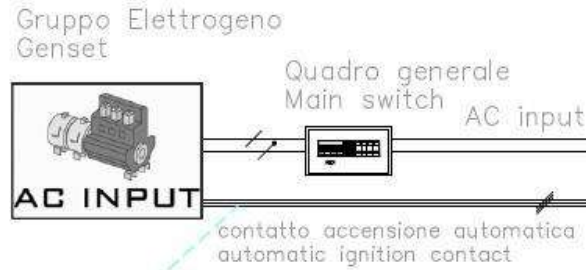 Gruppo Elettrogeno
Genset
Quadro generale
Main switch
AC input
AC INPUT
contatto accensione automatica
automatic ignition contact